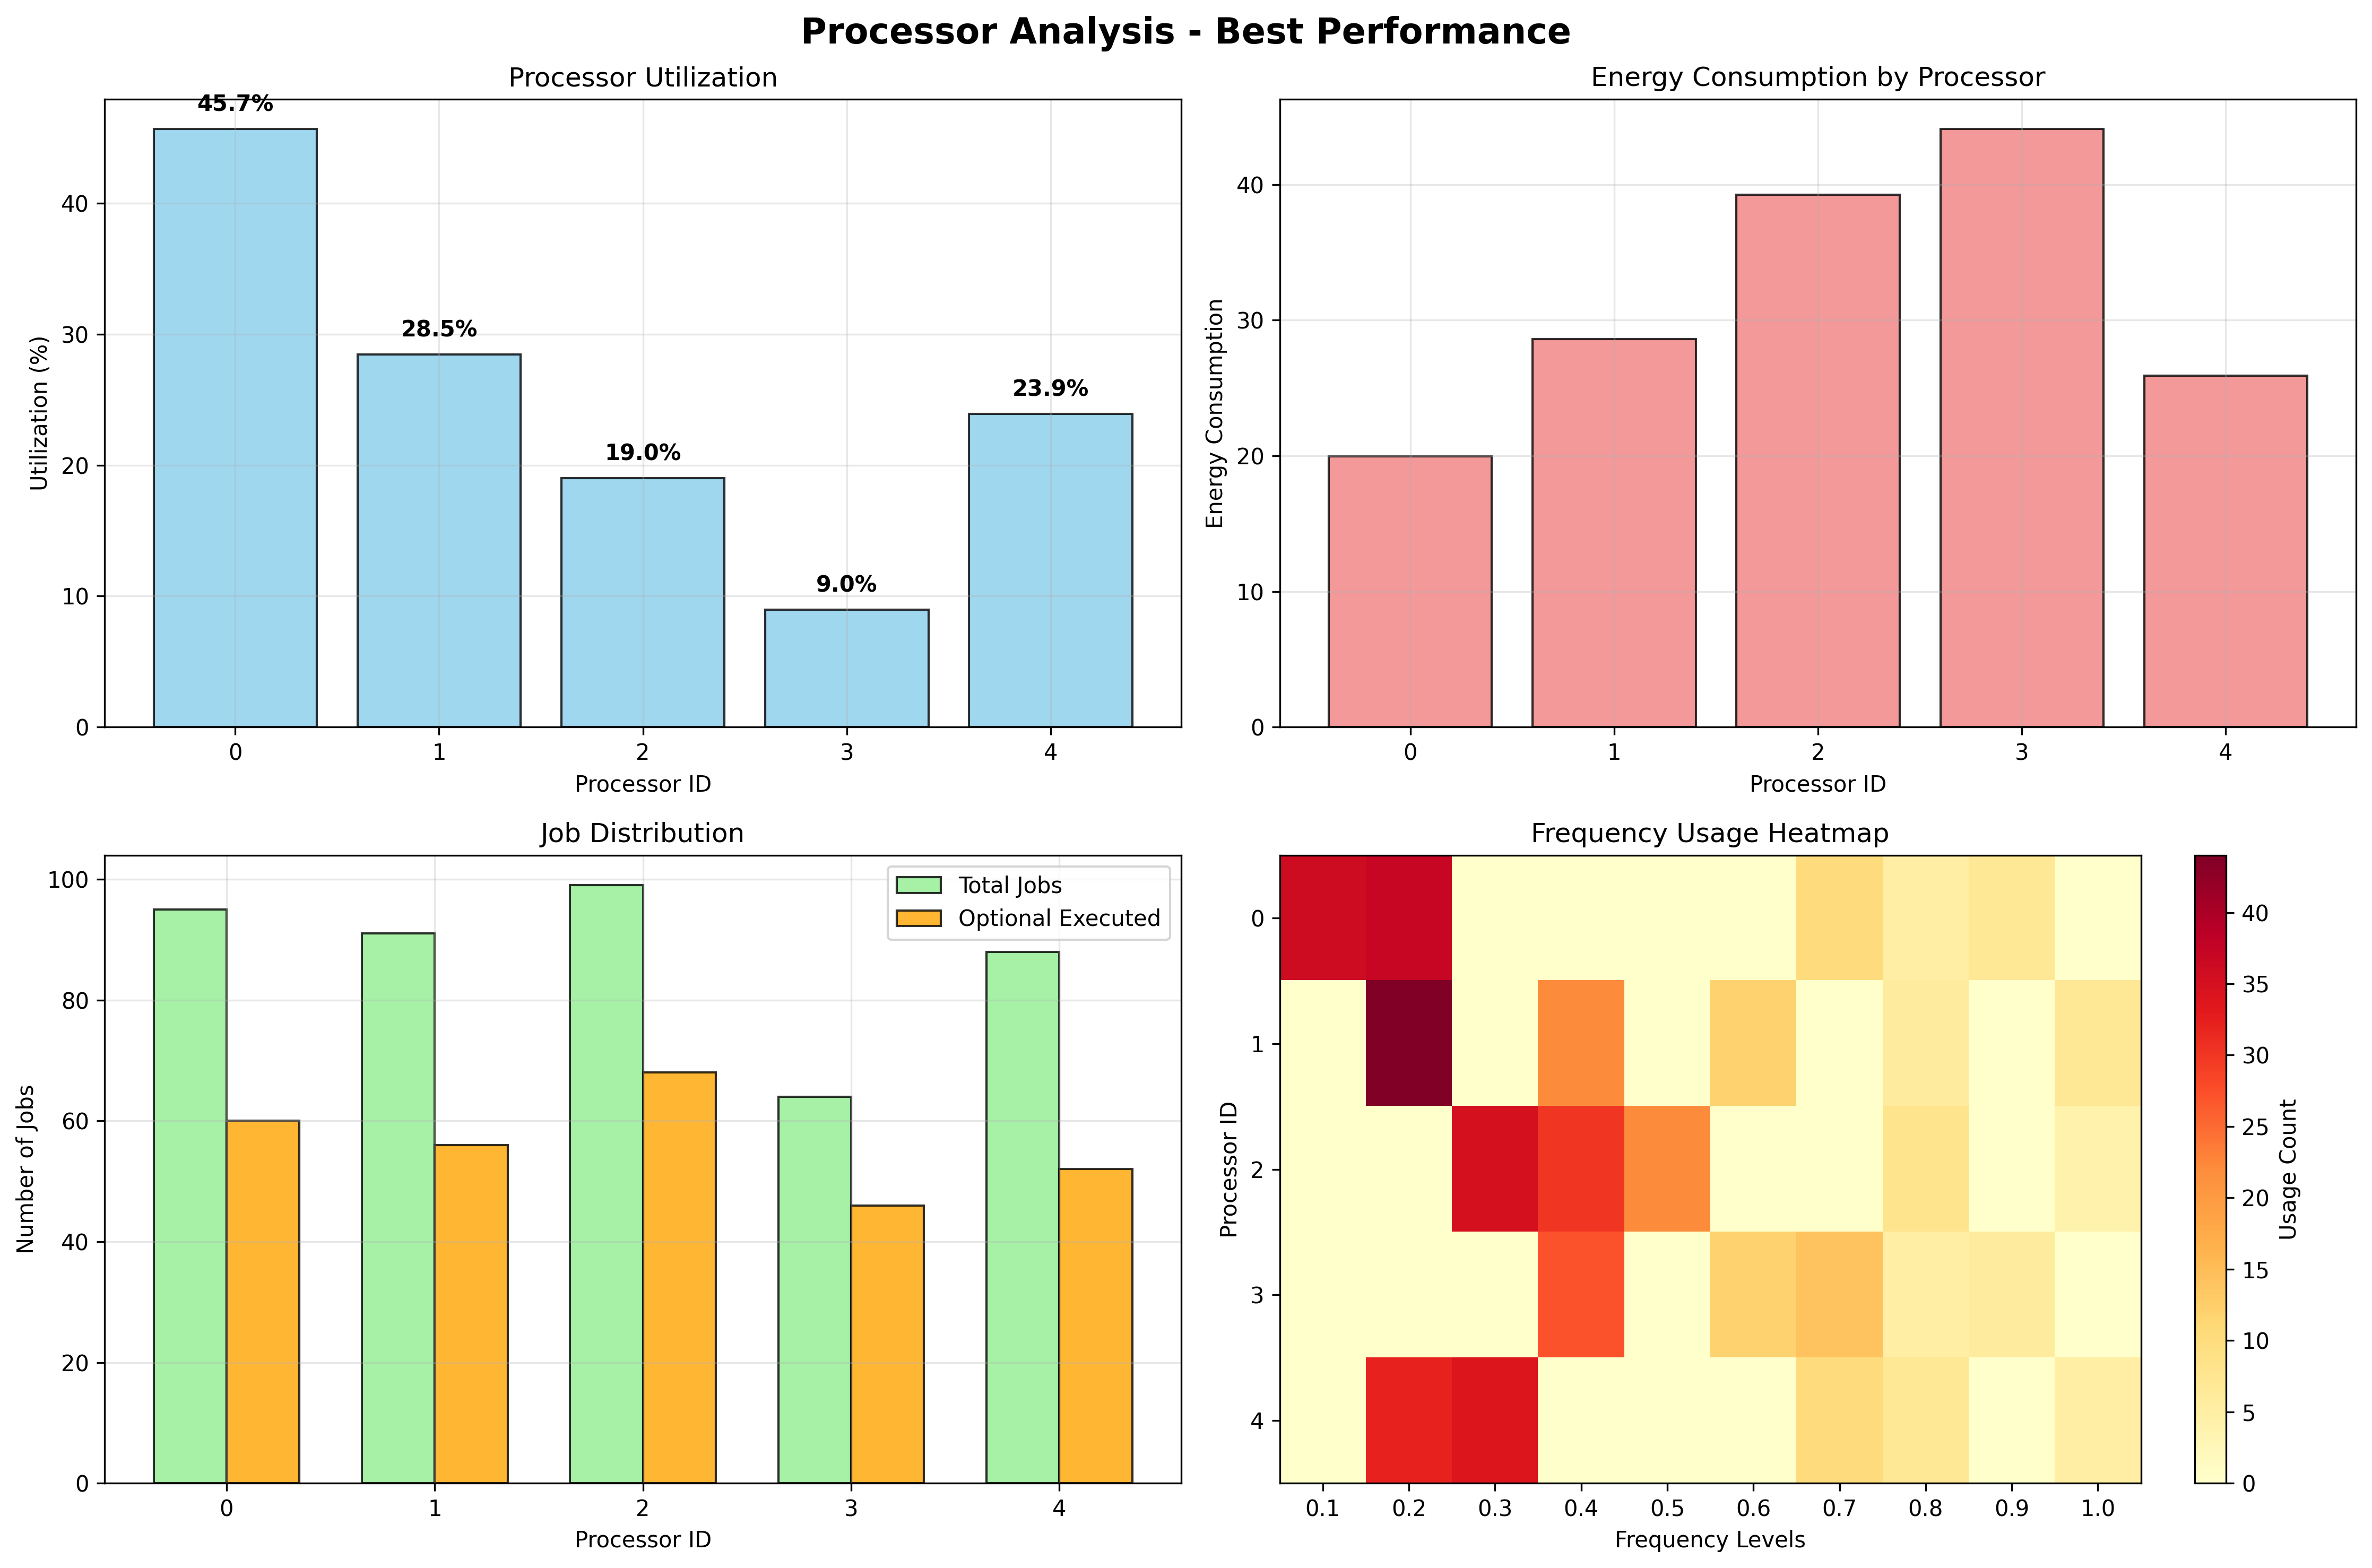 Processor Analysis - Best Performance
Processor Utilization
Utilization (%)
40
30
20
10
0
45.7%
28.5%
19.0%
9.0%
23.9%
0 1 2 3 4
Processor ID
Energy Consumption by Processor
Energy Consumption
40
30
20
10
0
0 1 2 3 4
Processor ID
Job Distribution
Number of Jobs
100
80
60
40
20
0
Total Jobs
Optional Executed
0 1 2 3 4
Processor ID
Frequency Usage Heatmap
Processor ID
0
1
2
3
4
0.1 0.2 0.3 0.4 0.5 0.6 0.7 0.8 0.9 1.0
Frequency Levels
40
35
30
25
20
15
10
5
0
Usage Count